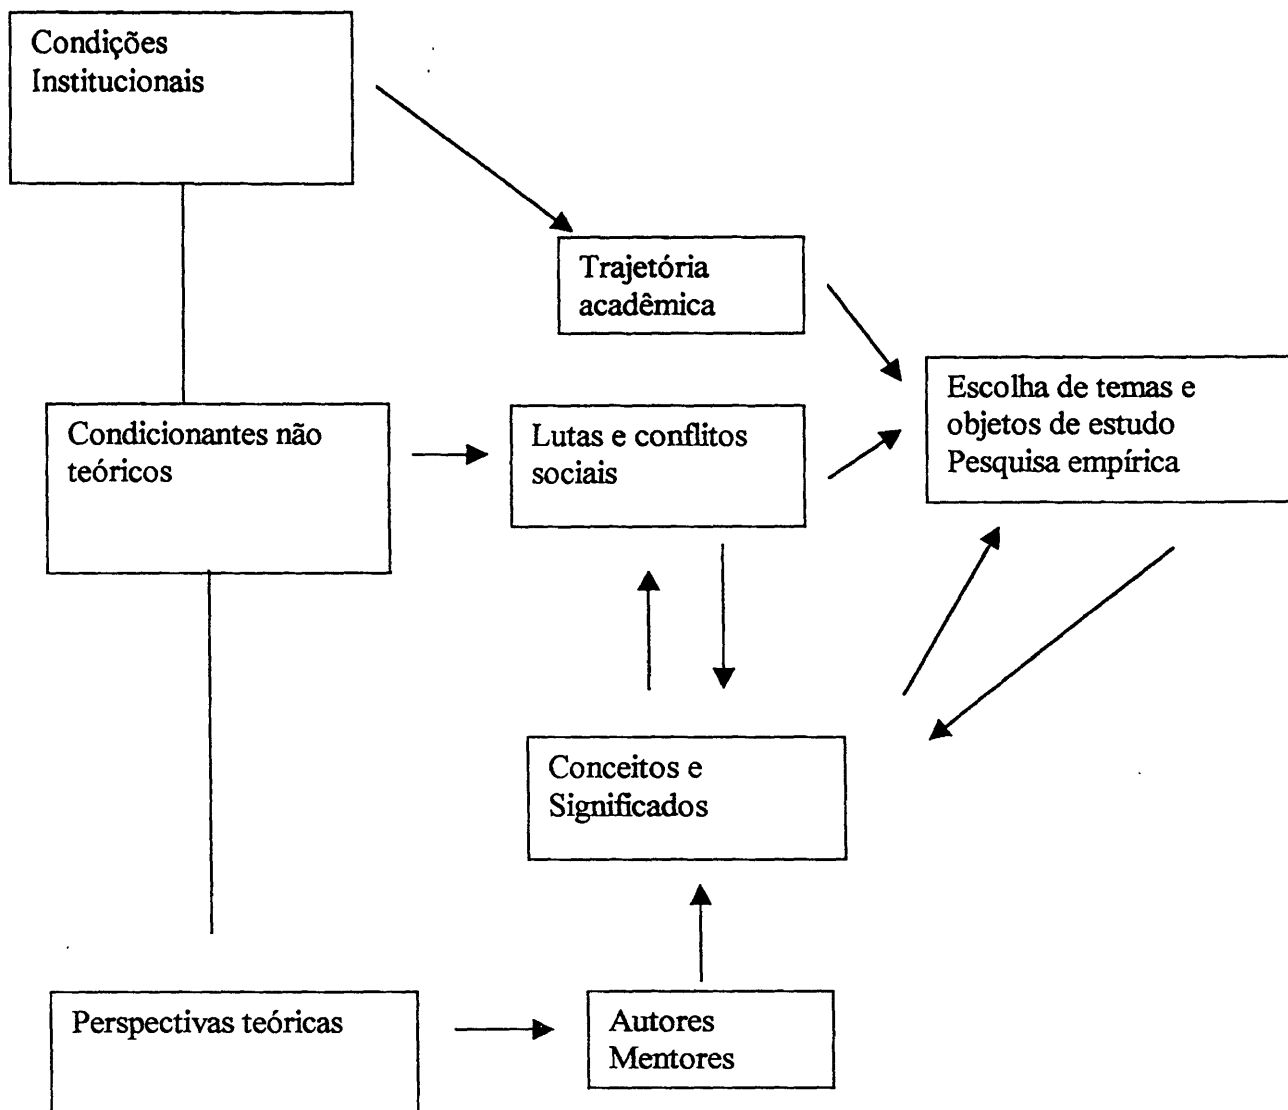 Condições
Institucionais
Trajetória
acadêmica
Escolha de temas e
objetos de estudo
Pesquisa empírica
Condicionantes não
teóricos
Lutas e conflitos
sociais
Conceitos e
Significados
Perspectivas teóricas
Autores
Mentores